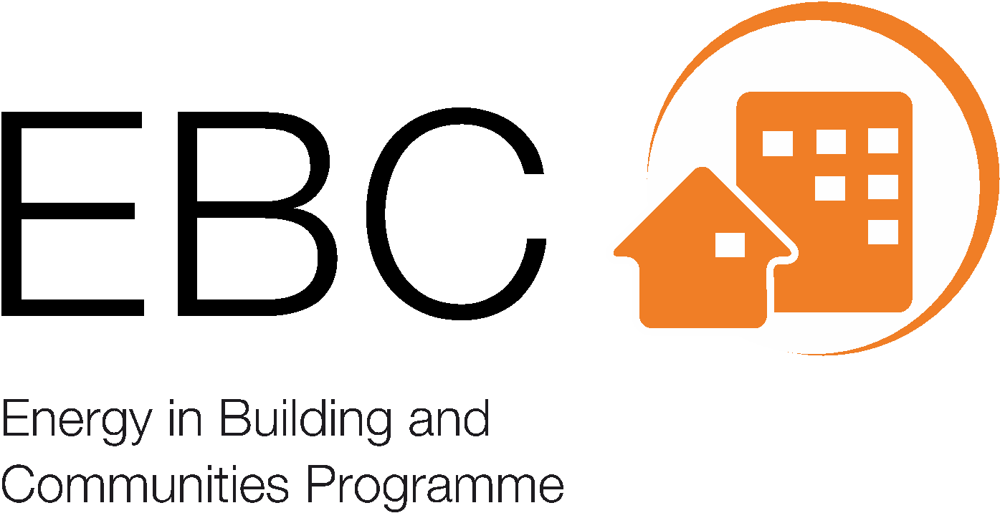 EBC
Energy in Building and
Communities Programme